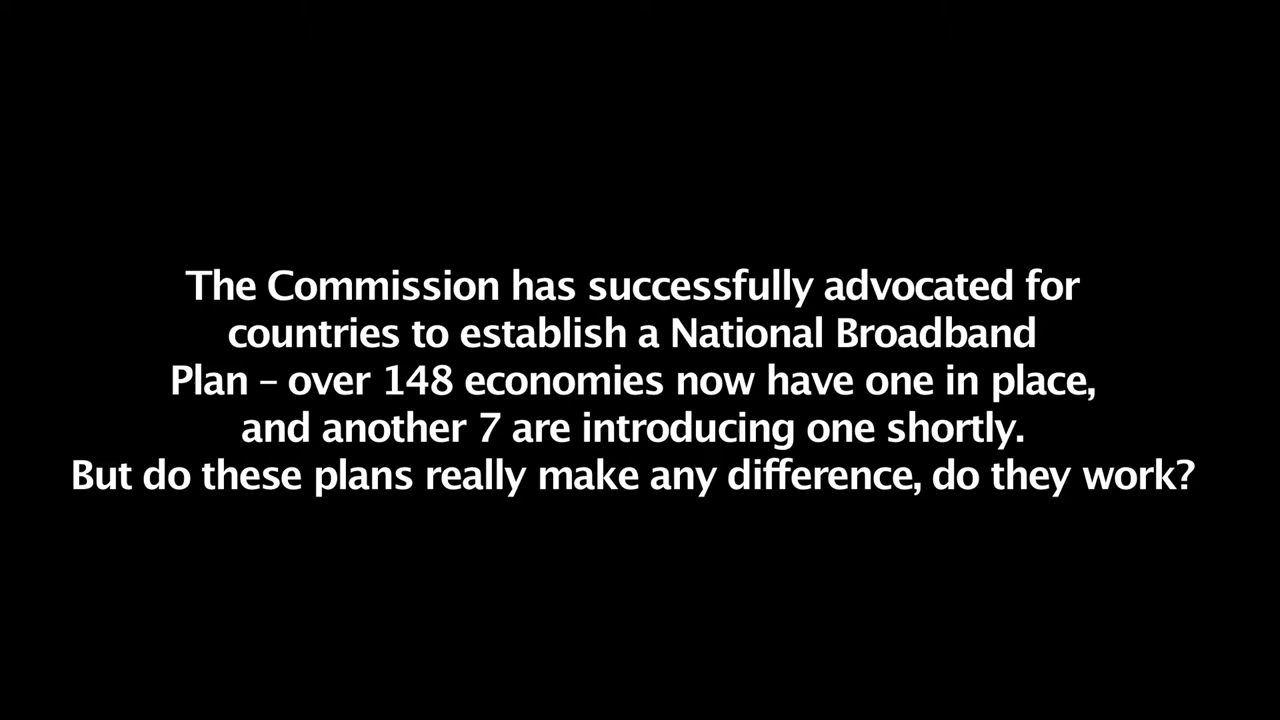 The Commission has successfully advocated for
countries to establish a National Broadband
Plan – over 148 economies now have one in place,
and another 7 are introducing one shortly.
But do these plans really make any difference, do they work?